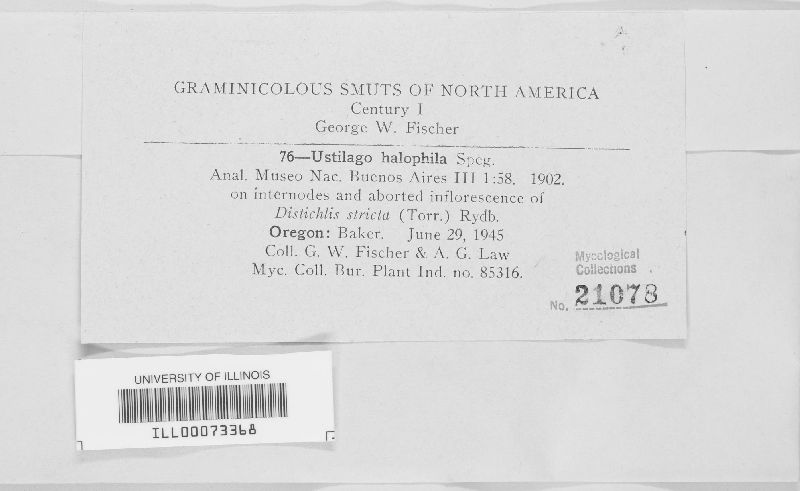 GRAMINICOLOUS SMUTS OF NORTH AMERICA
Century I
George W. Fischer
76—Ustilago halophila Speg.
Anal. Museo Nac. Buenos Aires III 1:58. 1902.
on internodes and aborted inflorescence of
Distichlis stricta (Torr.) Rydb.
Oregon: Baker. June 29, 1945
Coll. G. W. Fischer & A. G. Law
Myc. Coll. Bur. Plant Ind. no. 85316.
Mycological
Collections
No. 21078
UNIVERSITY OF ILLINOIS
ILL00073368